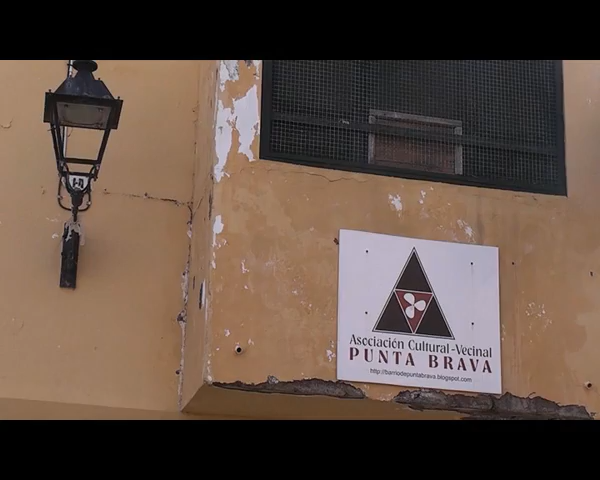 Asociación Cultural-Vecinal
PUNTA BRAVA
http://barriodepuntabrava.blogspot.com